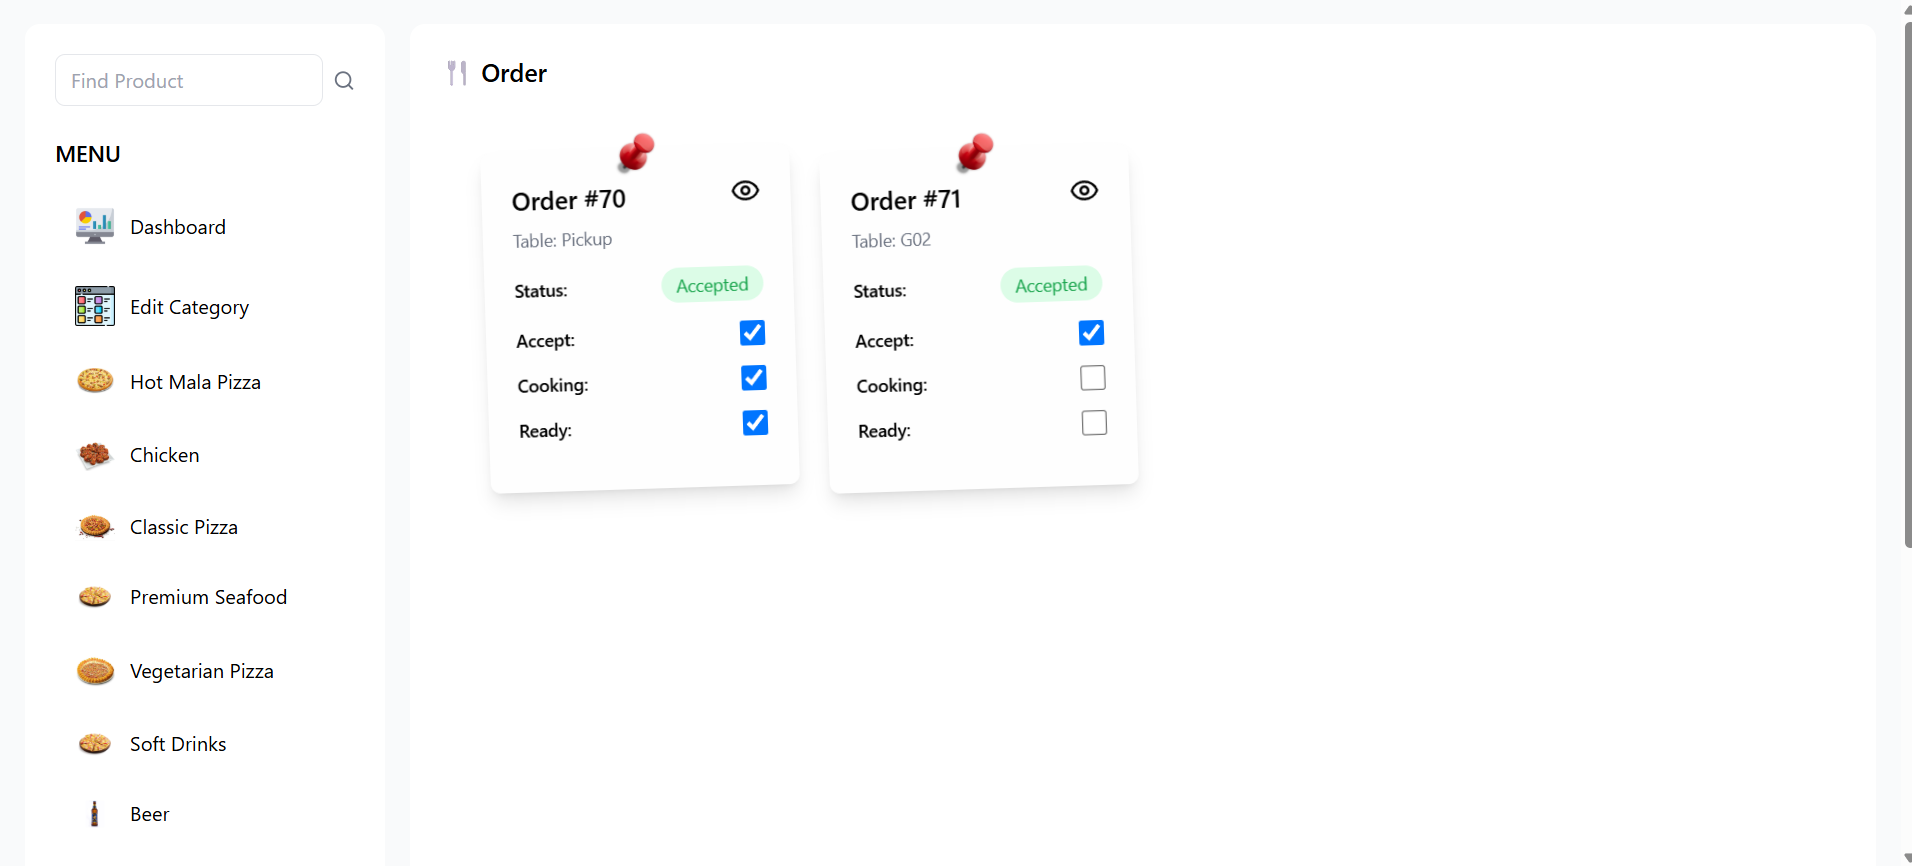 Find Product
MENU
Dashboard
Edit Category
Hot Mala Pizza
Chicken
Classic Pizza
Premium Seafood
Vegetarian Pizza
Soft Drinks
Beer
Order
Order #70
Table: Pickup
Status: Accepted
Accept:
Cooking:
Ready:
Order #71
Table: G02
Status: Accepted
Accept:
Cooking:
Ready: